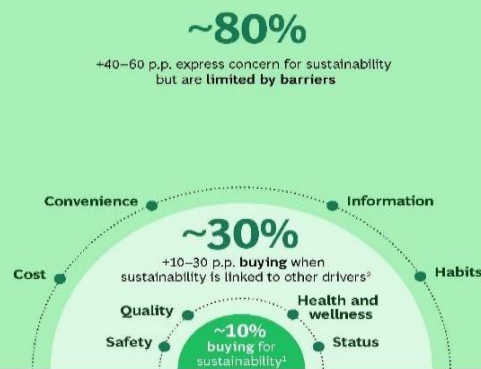 ~80%
+40–60 p.p. express concern for sustainability
but are limited by barriers
Convenience
Information
~30%
+10–30 p.p. buying when
sustainability is linked to other drivers²
Cost
Habits
Quality
Health and
wellness
~10%
buying for
sustainability¹
Safety
Status